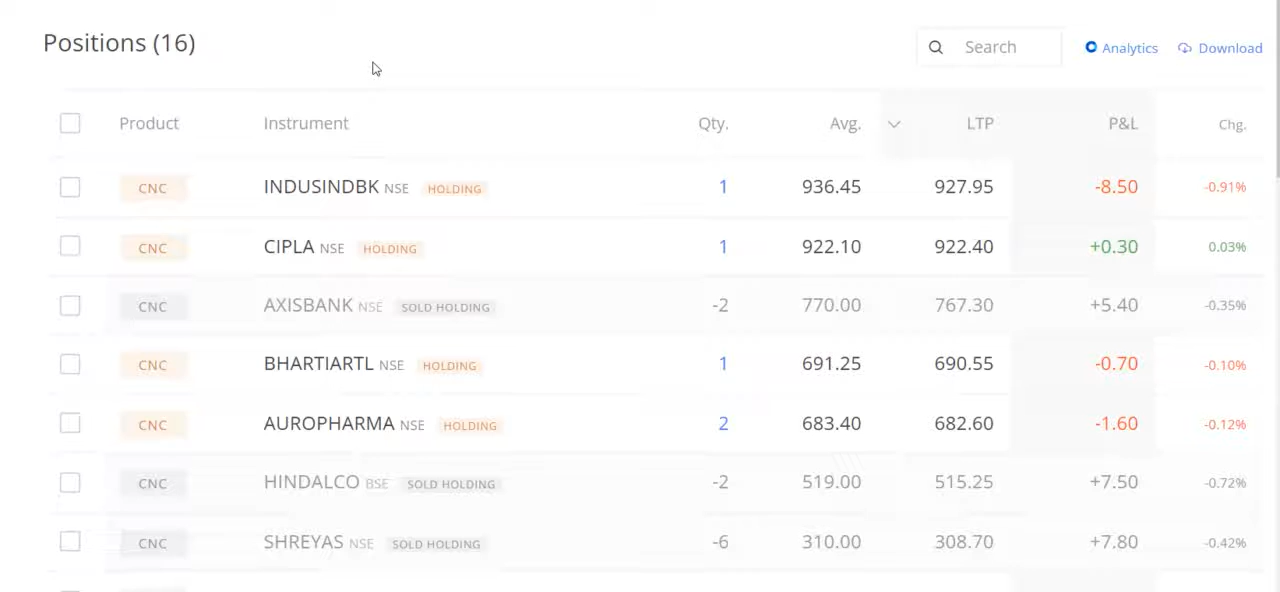 Positions (16)
Search
Analytics
Download
Product Instrument Qty. Avg. LTP P&L Chg.
CNC INDUSINDBK NSE HOLDING 1 936.45 927.95 -8.50 -0.91%
CNC CIPLA NSE HOLDING 1 922.10 922.40 +0.30 0.03%
CNC AXISBANK NSE SOLD HOLDING -2 770.00 767.30 +5.40 -0.35%
CNC BHARTIARTL NSE HOLDING 1 691.25 690.55 -0.70 -0.10%
CNC AUROPHARMA NSE HOLDING 2 683.40 682.60 -1.60 -0.12%
CNC HINDALCO BSE SOLD HOLDING -2 519.00 515.25 +7.50 -0.72%
CNC SHREYAS NSE SOLD HOLDING -6 310.00 308.70 +7.80 -0.42%